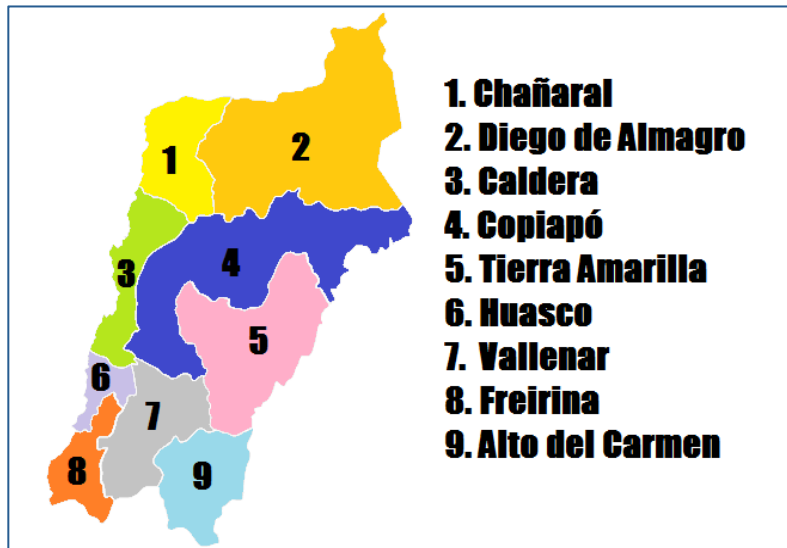 1. Chañaral
2. Diego de Almagro
3. Caldera
4. Copiapó
5. Tierra Amarilla
6. Huasco
7. Vallenar
8. Freirina
9. Alto del Carmen
1
2
3
4
5
6
7
8
9